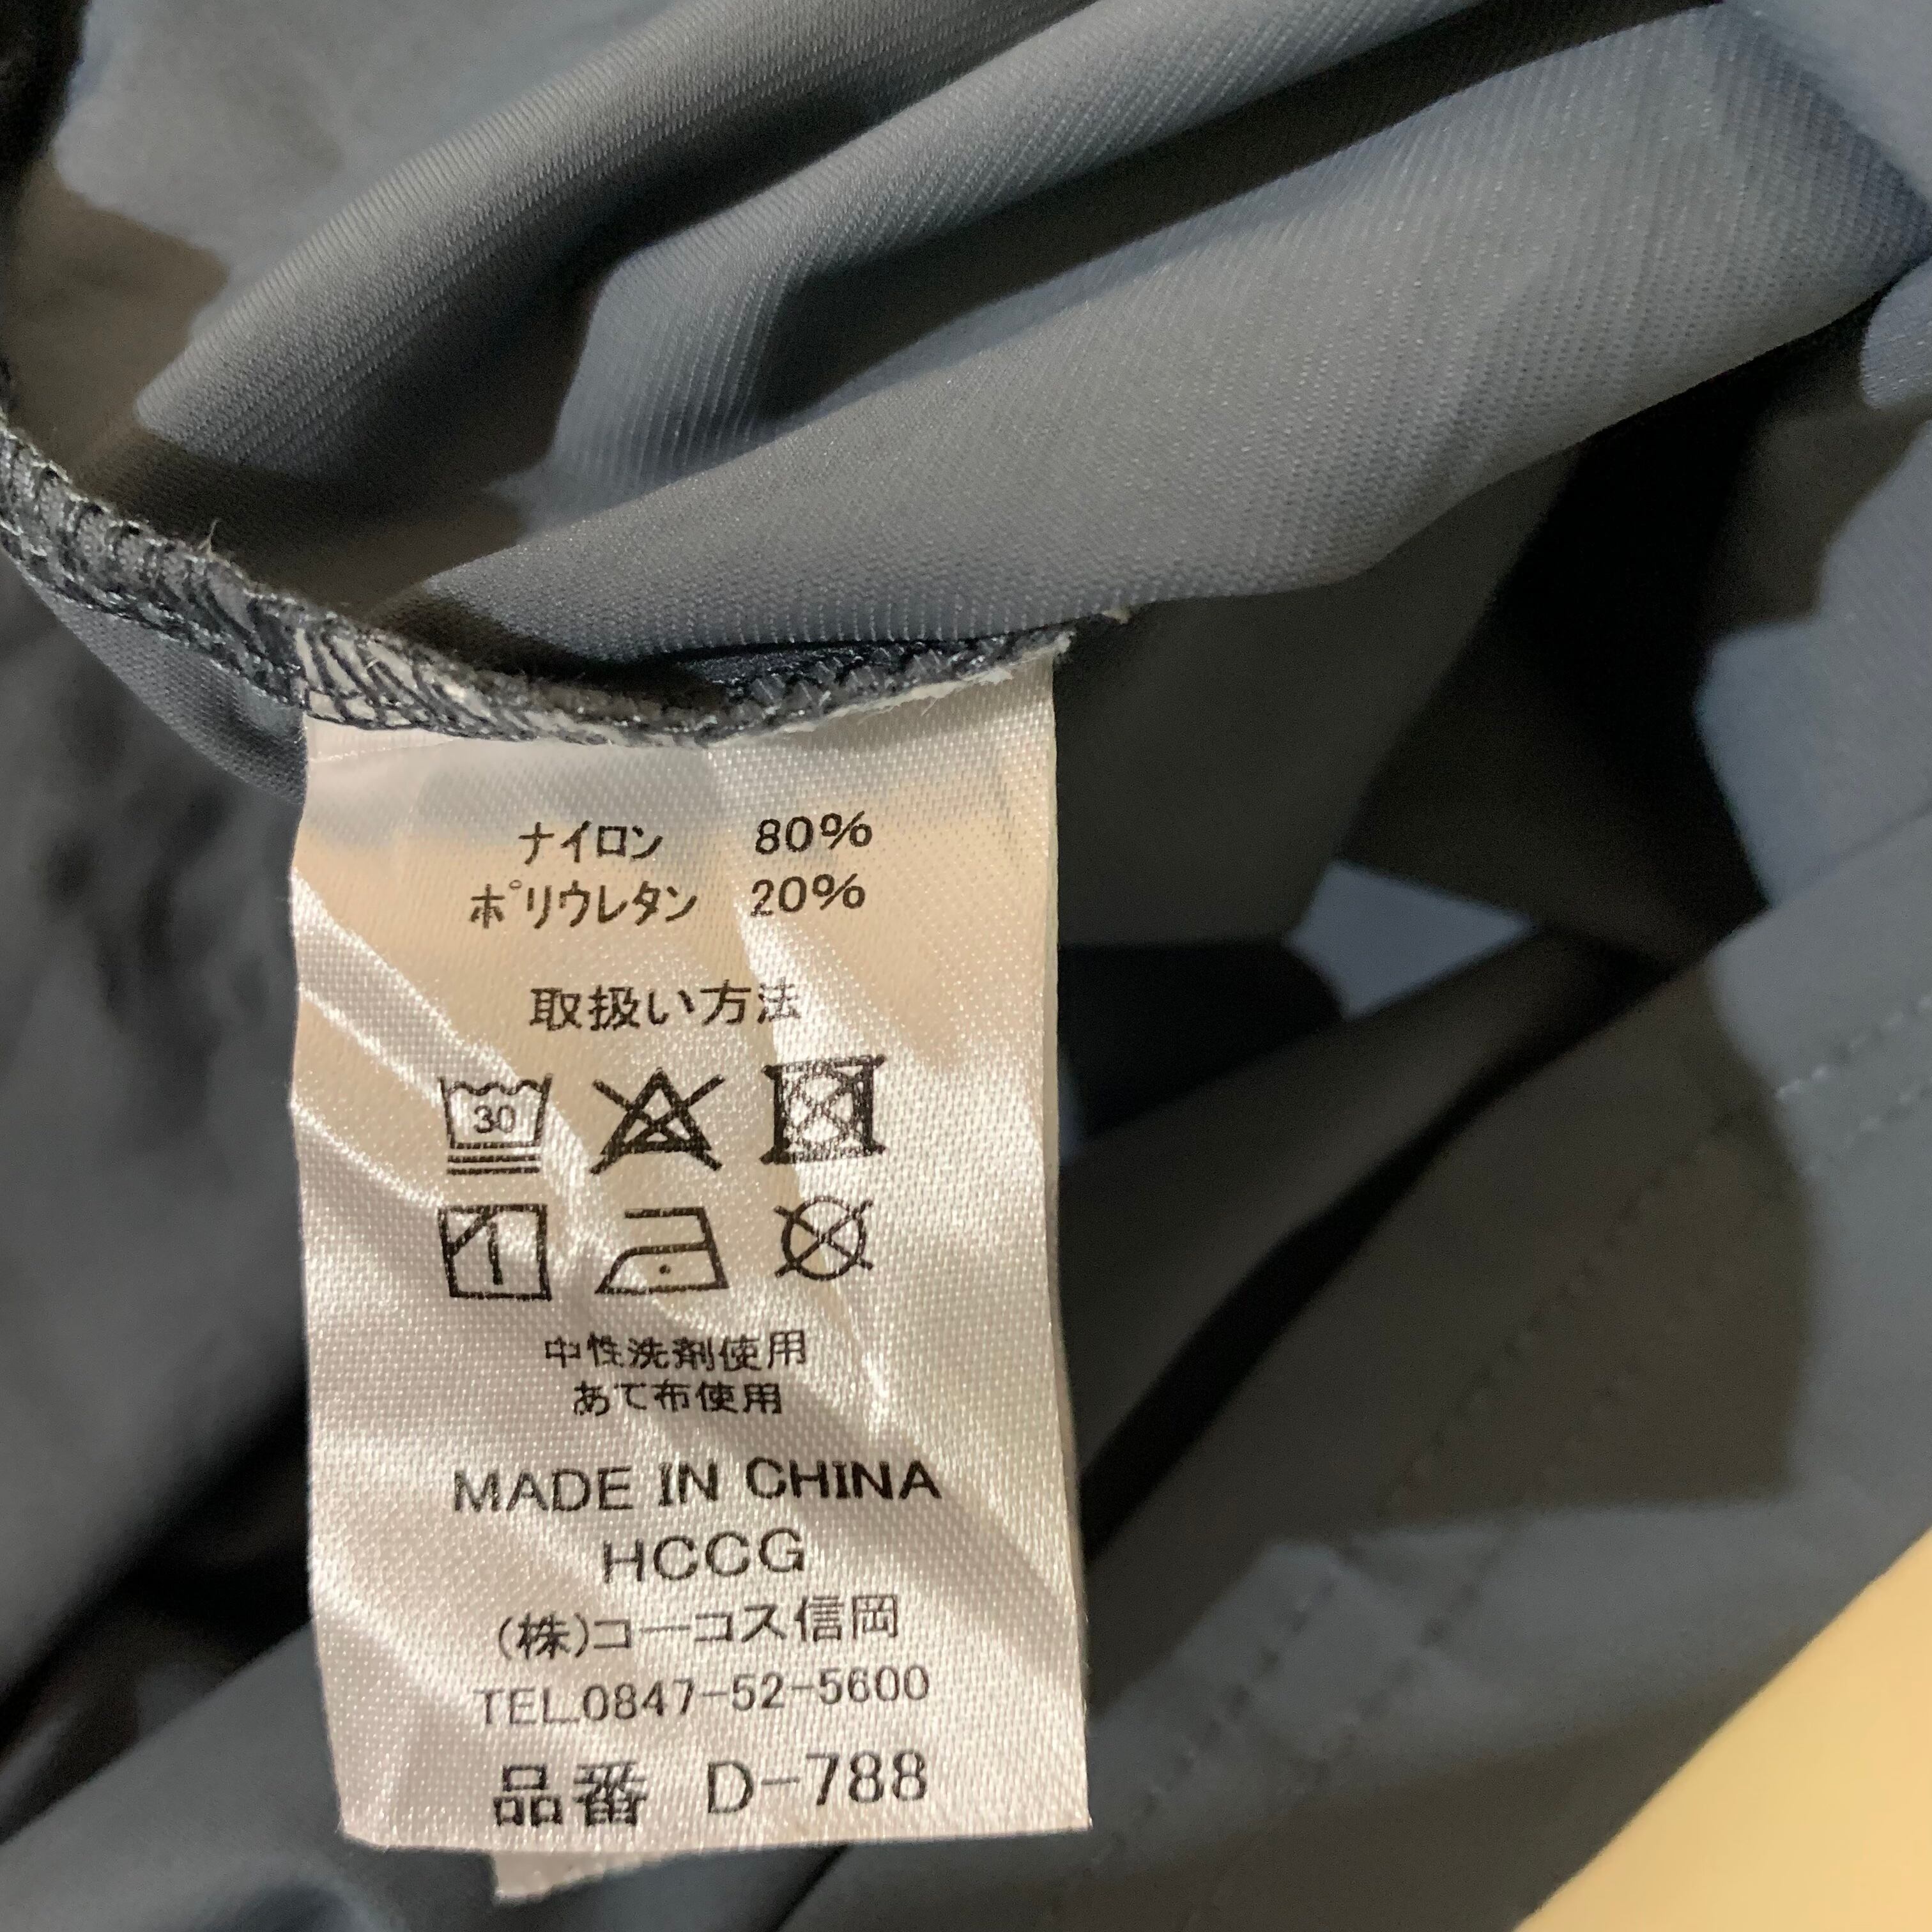 ナイロン 80%
ポリウレタン 20%
取扱い方法
30
中性洗剤使用
あて布使用
MADE IN CHINA
HCCG
(株)コーコス信岡
TEL.0847-52-5600
品番 D-788